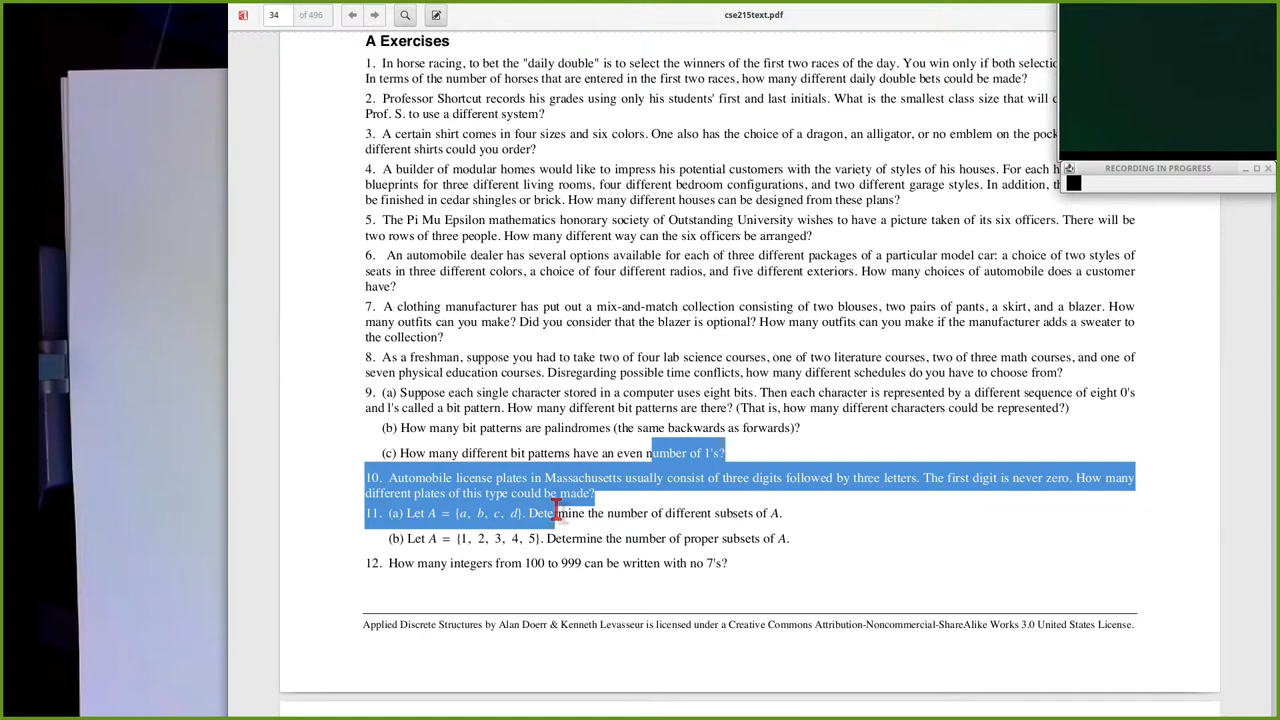 34 of 496
cse215text.pdf
A Exercises
1. In horse racing, to bet the "daily double" is to select the winners of the first two races of the day. You win only if both selectio
In terms of the number of horses that are entered in the first two races, how many different daily double bets could be made?
2. Professor Shortcut records his grades using only his students' first and last initials. What is the smallest class size that will
Prof. S. to use a different system?
3. A certain shirt comes in four sizes and six colors. One also has the choice of a dragon, an alligator, or no emblem on the pock
different shirts could you order?
4. A builder of modular homes would like to impress his potential customers with the variety of styles of his houses. For each h
blueprints for three different living rooms, four different bedroom configurations, and two different garage styles. In addition, th
be finished in cedar shingles or brick. How many different houses can be designed from these plans?
RECORDING IN PROGRESS
5. The Pi Mu Epsilon mathematics honorary society of Outstanding University wishes to have a picture taken of its six officers. There will be
two rows of three people. How many different way can the six officers be arranged?
6. An automobile dealer has several options available for each of three different packages of a particular model car: a choice of two styles of
seats in three different colors, a choice of four different radios, and five different exteriors. How many choices of automobile does a customer
have?
7. A clothing manufacturer has put out a mix-and-match collection consisting of two blouses, two pairs of pants, a skirt, and a blazer. How
many outfits can you make? Did you consider that the blazer is optional? How many outfits can you make if the manufacturer adds a sweater to
the collection?
8. As a freshman, suppose you had to take two of four lab science courses, one of two literature courses, two of three math courses, and one of
seven physical education courses. Disregarding possible time conflicts, how many different schedules do you have to choose from?
9. (a) Suppose each single character stored in a computer uses eight bits. Then each character is represented by a different sequence of eight 0's
and 1's called a bit pattern. How many different bit patterns are there? (That is, how many different characters could be represented?)
(b) How many bit patterns are palindromes (the same backwards as forwards)?
(c) How many different bit patterns have an even number of 1's?
10. Automobile license plates in Massachusetts usually consist of three digits followed by three letters. The first digit is never zero. How many
different plates of this type could be made?
11. (a) Let A = {a, b, c, d}. Determine the number of different subsets of A.
(b) Let A = {1, 2, 3, 4, 5}. Determine the number of proper subsets of A.
12. How many integers from 100 to 999 can be written with no 7's?
Applied Discrete Structures by Alan Doerr & Kenneth Levasseur is licensed under a Creative Commons Attribution-Noncommercial-ShareAlike Works 3.0 United States License.